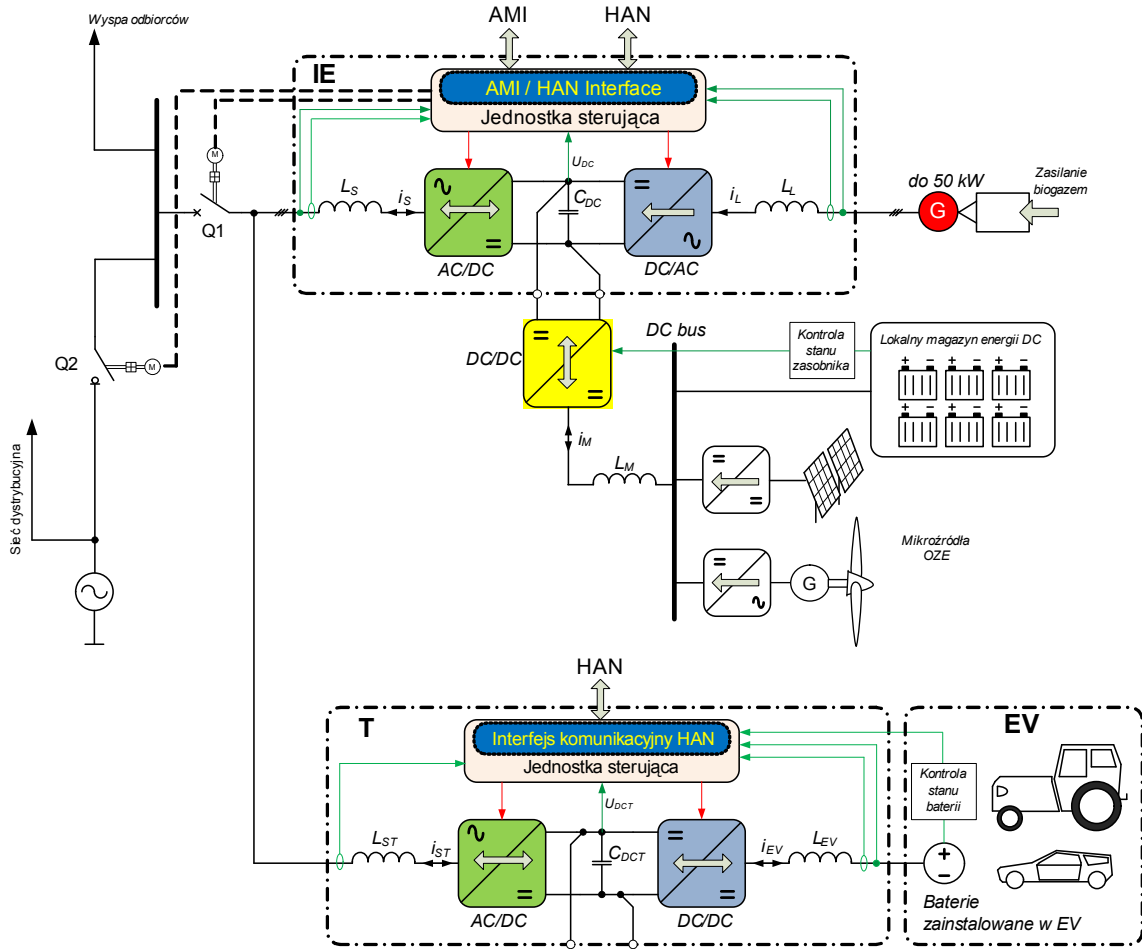 Wyspa odbiorców
AMI
HAN
IE
AMI / HAN Interface
Jednostka sterująca
U_DC
L_S
i_S
C_DC
i_L
L_L
do 50 kW
Zasilanie
biogazem
G
M
Q1
AC/DC
DC/AC
Q2
M
DC/DC
DC bus
Kontrola
stanu
zasobnika
Lokalny magazyn energii DC
+ − + − + −
+ − + − + −
i_M
L_M
Sieć dystrybucyjna
Mikroźródła
OZE
G
HAN
T
EV
Interfejs komunikacyjny HAN
Jednostka sterująca
Kontrola
stanu
baterii
U_DCT
L_ST
i_ST
C_DCT
i_EV
L_EV
+
−
AC/DC
DC/DC
Baterie
zainstalowane w EV